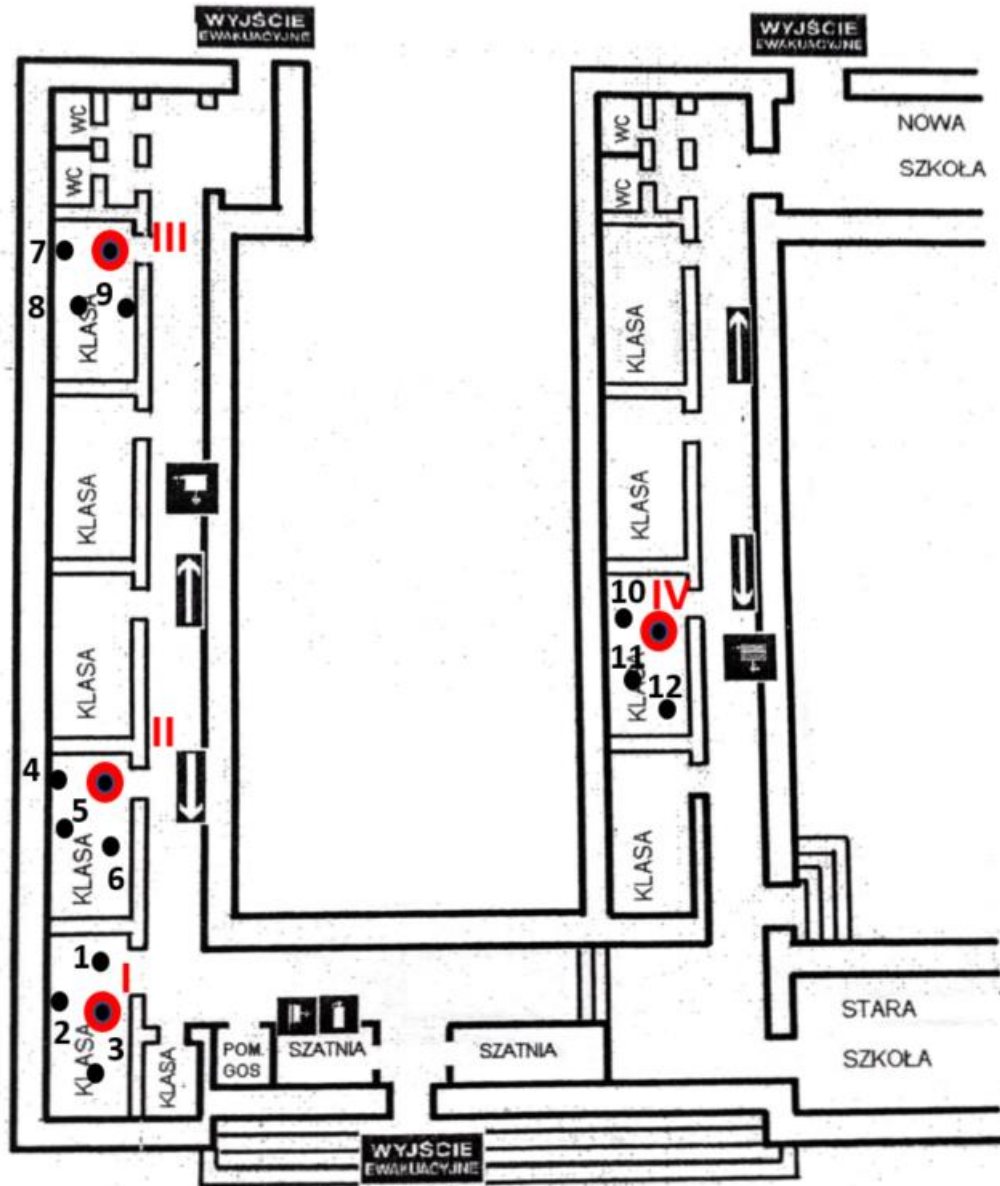 WYJŚCIE
EWAKUACYJNE
WYJŚCIE
EWAKUACYJNE
WC
WC
WC
WC
NOWA
SZKOŁA
III
7
8
9
KLASA
KLASA
KLASA
KLASA
KLASA
10
IV
11
12
KLASA
II
4
5
6
KLASA
KLASA
1
I
2
3
KLASA
KLASA
POM.
GOS
SZATNIA
SZATNIA
STARA
SZKOŁA
WYJŚCIE
EWAKUACYJNE